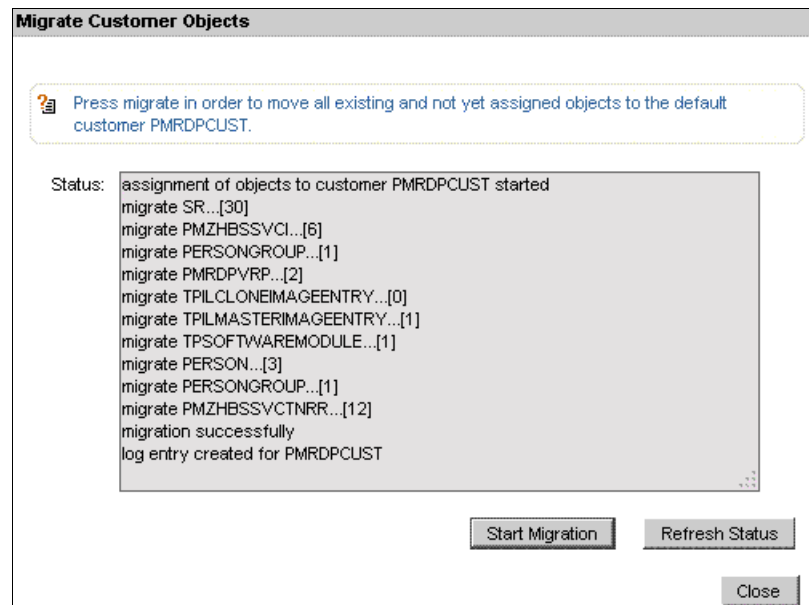 Migrate Customer Objects
Press migrate in order to move all existing and not yet assigned objects to the default
customer PMRDPCUST.
Status:
assignment of objects to customer PMRDPCUST started
migrate SR...[30]
migrate PMZHBSSVCI...[6]
migrate PERSONGROUP...[1]
migrate PMRDPVRP...[2]
migrate TPILCLONEIMAGEENTRY...[0]
migrate TPILMASTERIMAGEENTRY...[1]
migrate TPSOFTWAREMODULE...[1]
migrate PERSON...[3]
migrate PERSONGROUP...[1]
migrate PMZHBSSVCTNRR...[12]
migration successfully
log entry created for PMRDPCUST
Start Migration
Refresh Status
Close